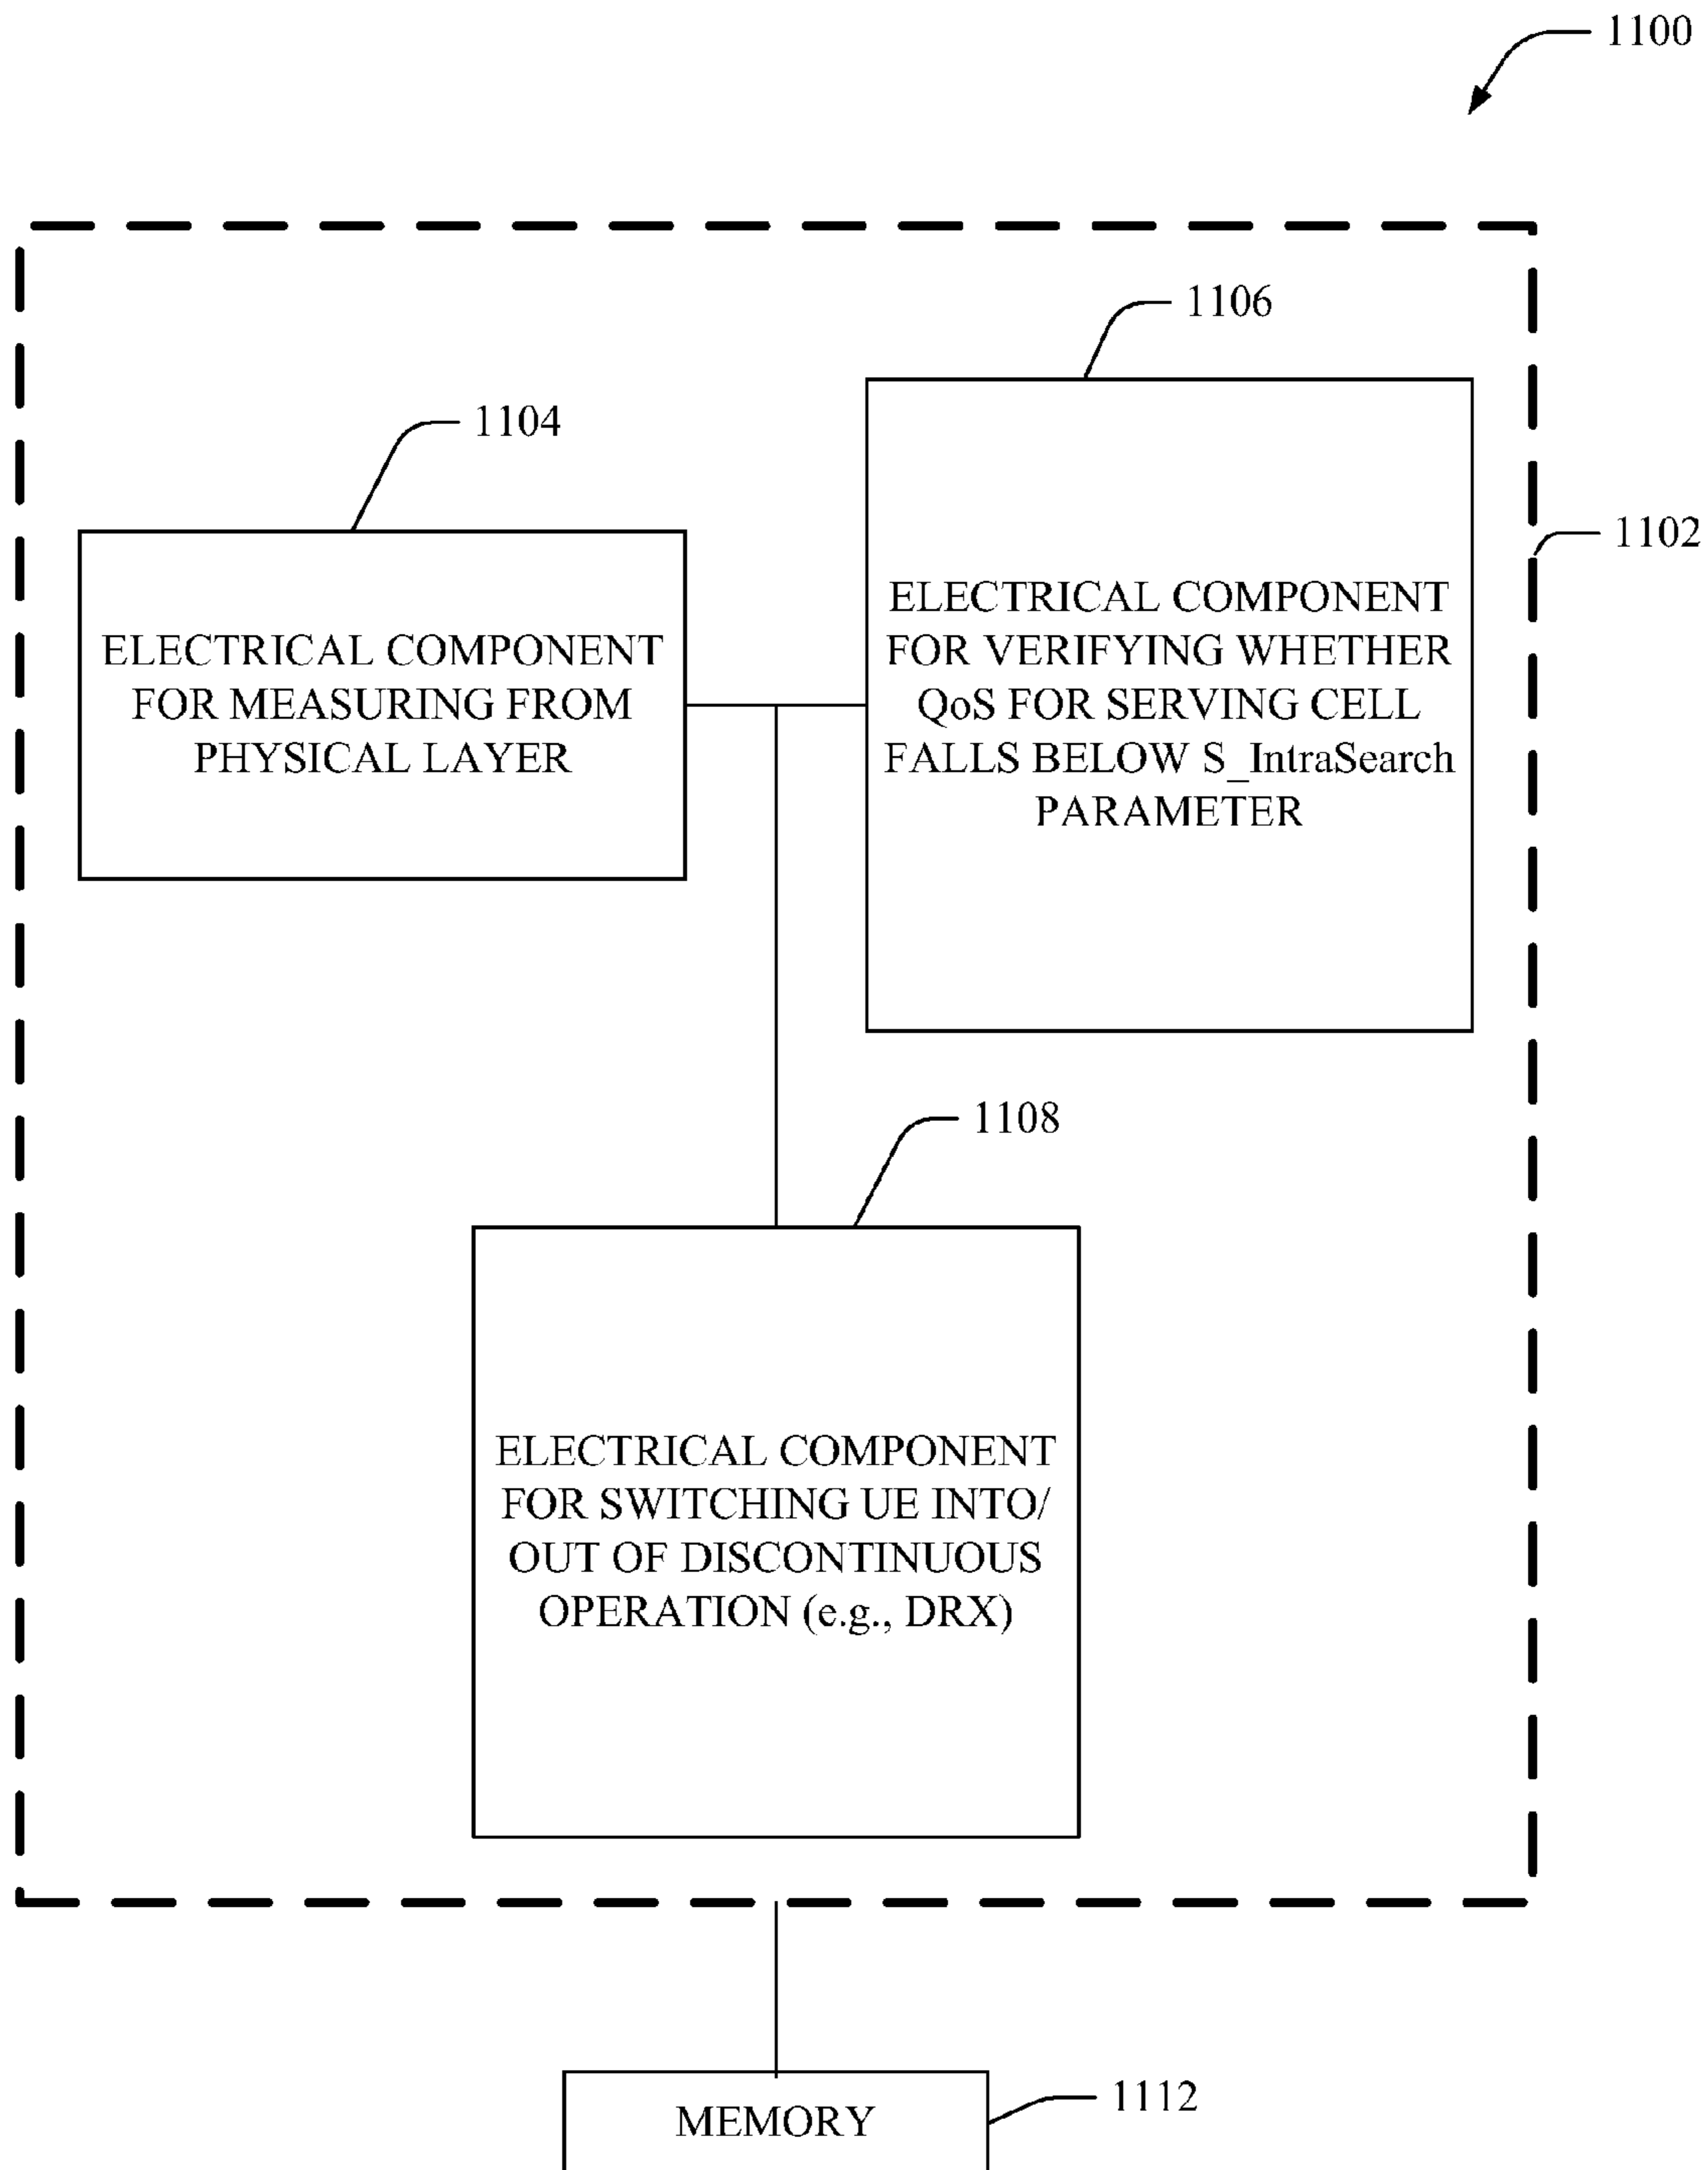 1100
1106
1104
1102
ELECTRICAL COMPONENT
FOR MEASURING FROM
PHYSICAL LAYER
ELECTRICAL COMPONENT
FOR VERIFYING WHETHER
QoS FOR SERVING CELL
FALLS BELOW S_IntraSearch
PARAMETER
1108
ELECTRICAL COMPONENT
FOR SWITCHING UE INTO/
OUT OF DISCONTINUOUS
OPERATION (e.g., DRX)
MEMORY
1112